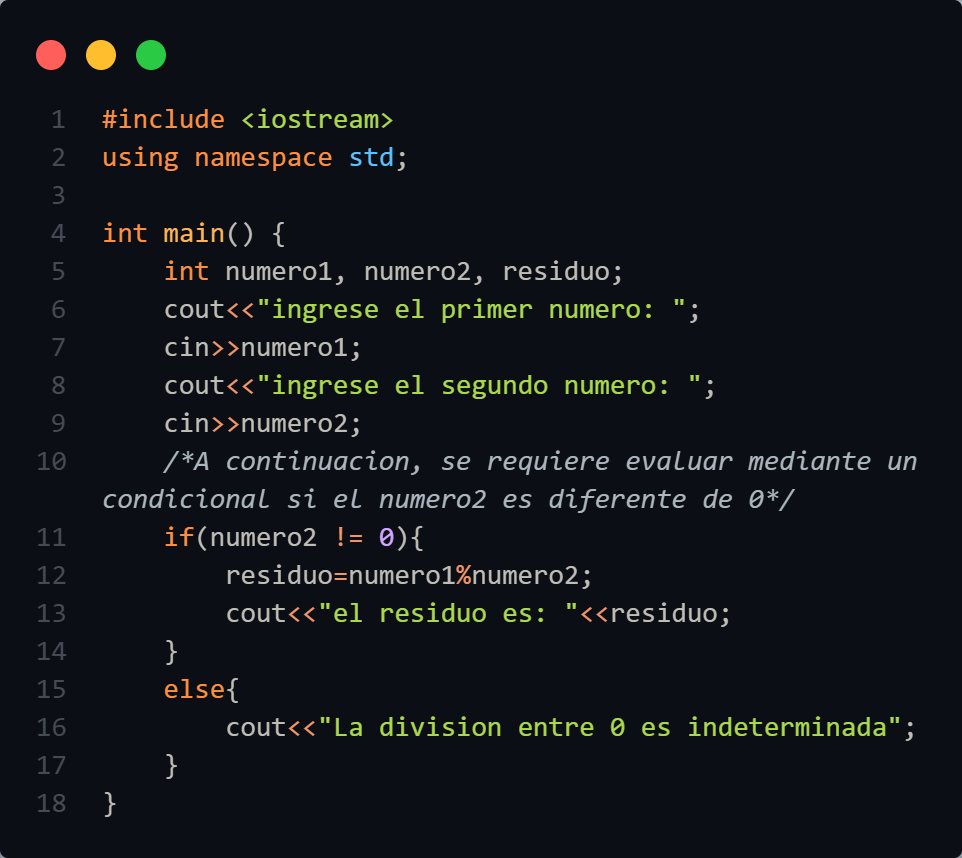 1 #include <iostream>
2 using namespace std;
3
4 int main() {
5     int numero1, numero2, residuo;
6     cout<<"ingrese el primer numero: ";
7     cin>>numero1;
8     cout<<"ingrese el segundo numero: ";
9     cin>>numero2;
10     /*A continuacion, se requiere evaluar mediante un
condicional si el numero2 es diferente de 0*/
11     if(numero2 != 0){
12         residuo=numero1%numero2;
13         cout<<"el residuo es: "<<residuo;
14     }
15     else{
16         cout<<"La division entre 0 es indeterminada";
17     }
18 }